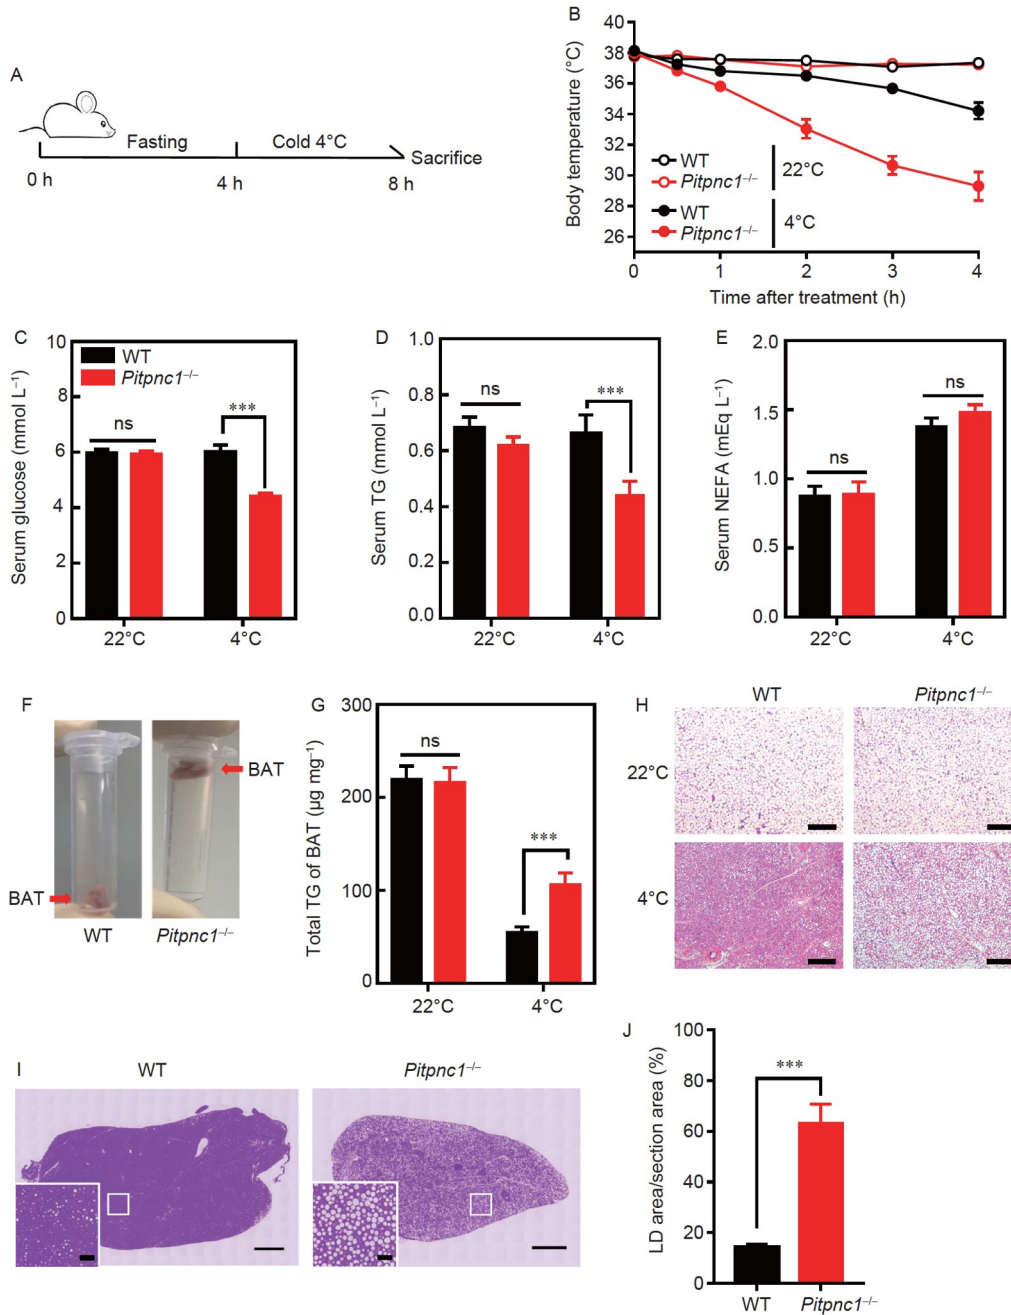 A
Fasting
Cold 4°C
Sacrifice
0 h
4 h
8 h
B
Body temperature (°C)
40
38
36
34
32
30
28
26
WT
Pitpnc1⁻/⁻
22°C
WT
Pitpnc1⁻/⁻
4°C
0 1 2 3 4
Time after treatment (h)
C
Serum glucose (mmol L⁻¹)
10
8
6
4
2
0
WT
Pitpnc1⁻/⁻
ns
***
22°C 4°C
D
Serum TG (mmol L⁻¹)
1.0
0.8
0.6
0.4
0.2
0.0
ns
***
22°C 4°C
E
Serum NEFA (mEq L⁻¹)
2.0
1.5
1.0
0.5
0.0
ns
ns
22°C 4°C
F
BAT
BAT
WT Pitpnc1⁻/⁻
G
Total TG of BAT (μg mg⁻¹)
300
200
100
0
ns
***
22°C 4°C
H
WT Pitpnc1⁻/⁻
22°C
4°C
I
WT Pitpnc1⁻/⁻
J
LD area/section area (%)
100
80
60
40
20
0
***
WT Pitpnc1⁻/⁻